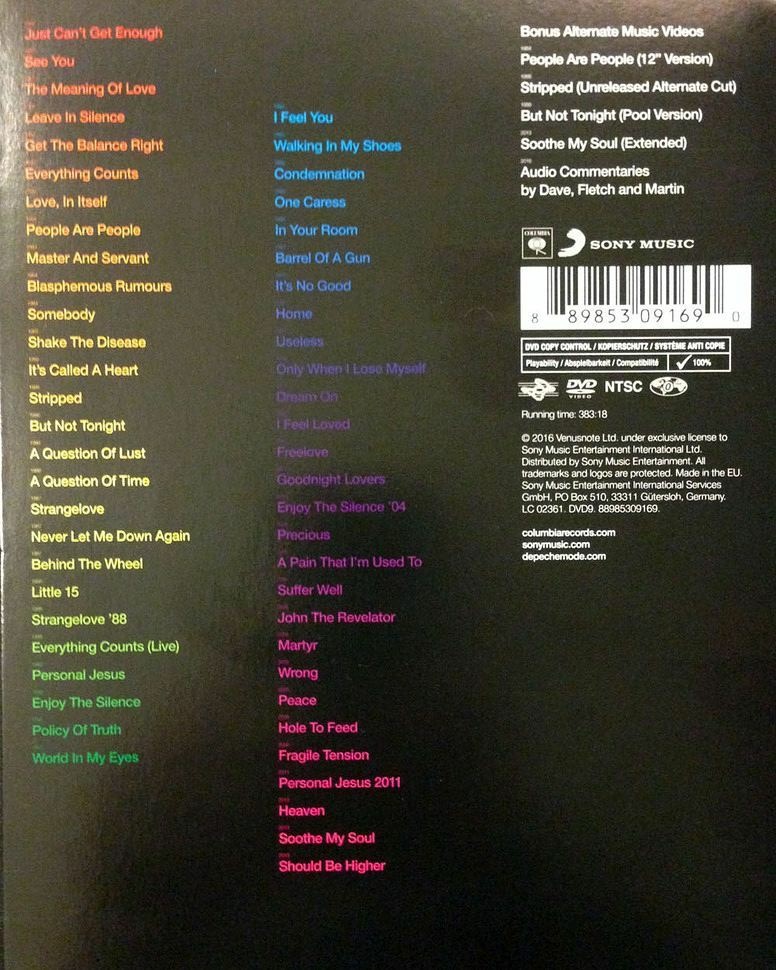 Just Can't Get Enough
See You
The Meaning Of Love
Leave In Silence
Get The Balance Right
Everything Counts
Love, In Itself
People Are People
Master And Servant
Blasphemous Rumours
Somebody
Shake The Disease
It's Called A Heart
Stripped
But Not Tonight
A Question Of Lust
A Question Of Time
Strangelove
Never Let Me Down Again
Behind The Wheel
Little 15
Strangelove '88
Everything Counts (Live)
Personal Jesus
Enjoy The Silence
Policy Of Truth
World In My Eyes
I Feel You
Walking In My Shoes
Condemnation
One Caress
In Your Room
Barrel Of A Gun
It's No Good
Home
Useless
Only When I Lose Myself
Dream On
I Feel Loved
Freelove
Goodnight Lovers
Enjoy The Silence '04
Precious
A Pain That I'm Used To
Suffer Well
John The Revelator
Martyr
Wrong
Peace
Hole To Feed
Fragile Tension
Personal Jesus 2011
Heaven
Soothe My Soul
Should Be Higher
Bonus Alternate Music Videos
People Are People (12" Version)
Stripped (Unreleased Alternate Cut)
But Not Tonight (Pool Version)
Soothe My Soul (Extended)
Audio Commentaries
by Dave, Fletch and Martin
COLUMBIA
SONY MUSIC
8 89853 09169 0
DVD COPY CONTROL / KOPIERSCHUTZ / SYSTÈME ANTI COPIE
Playability / Abspielbarkeit / Compatibilité 100%
DVD VIDEO NTSC
Running time: 383:18
© 2016 Venusnote Ltd. under exclusive license to
Sony Music Entertainment International Ltd.
Distributed by Sony Music Entertainment. All
trademarks and logos are protected. Made in the EU.
Sony Music Entertainment International Services
GmbH, PO Box 510, 33311 Gütersloh, Germany.
LC 02361. DVD9. 88985309169.
columbiarecords.com
sonymusic.com
depechemode.com